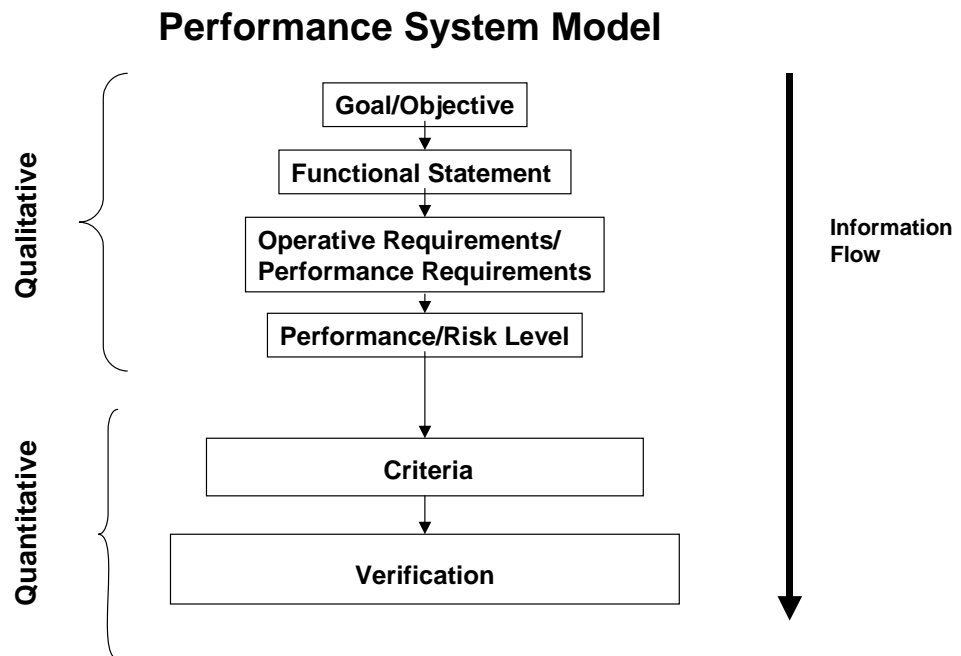 Performance System Model
Qualitative
Goal/Objective
Functional Statement
Operative Requirements/
Performance Requirements
Performance/Risk Level
Information
Flow
Quantitative
Criteria
Verification